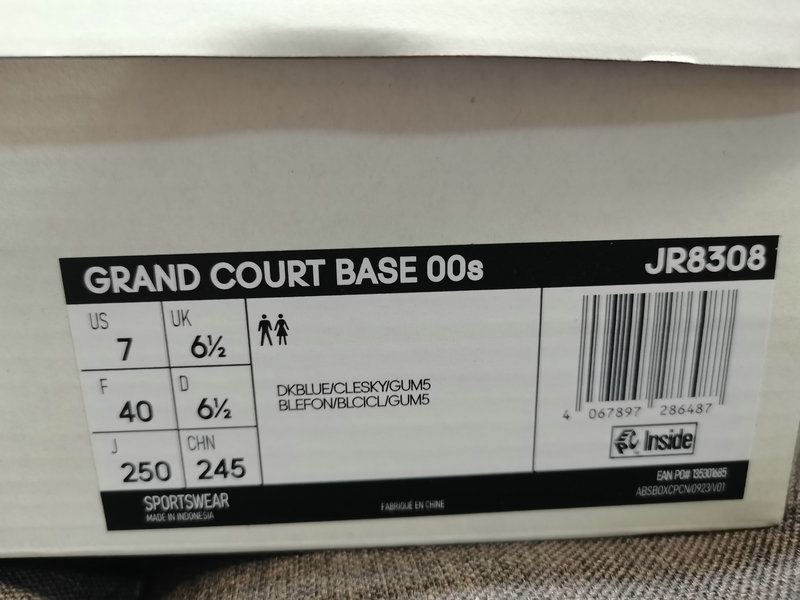 GRAND COURT BASE 00s
JR8308
US
7
UK
6½
F
40
D
6½
J
250
CHN
245
DKBLUE/CLESKY/GUM5
BLEFON/BLCICL/GUM5
4 067897 286487
EPC Inside
EAN PO# 135301685
ABSBOXCPCN/0923/V01
SPORTSWEAR
MADE IN INDONESIA
FABRIQUÉ EN CHINE